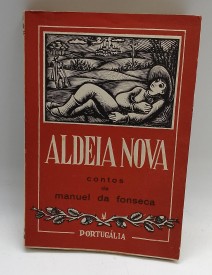 ALDEIA NOVA
contos
de
manuel da fonseca
PORTUGÁLIA